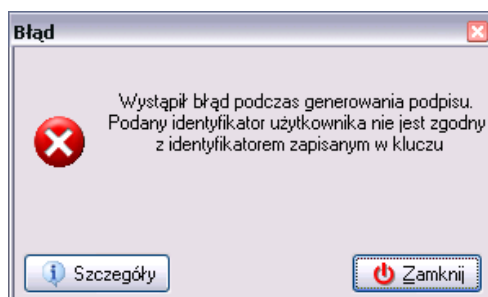 Błąd
Wystąpił błąd podczas generowania podpisu.
Podany identyfikator użytkownika nie jest zgodny
z identyfikatorem zapisanym w kluczu
Szczegóły
Zamknij